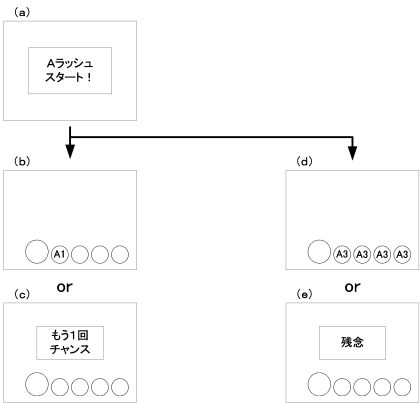 (a)
Aラッシュ
スタート！
(b)
(d)
A1
A3 A3 A3 A3
or
or
(c)
(e)
もう1回
チャンス
残念